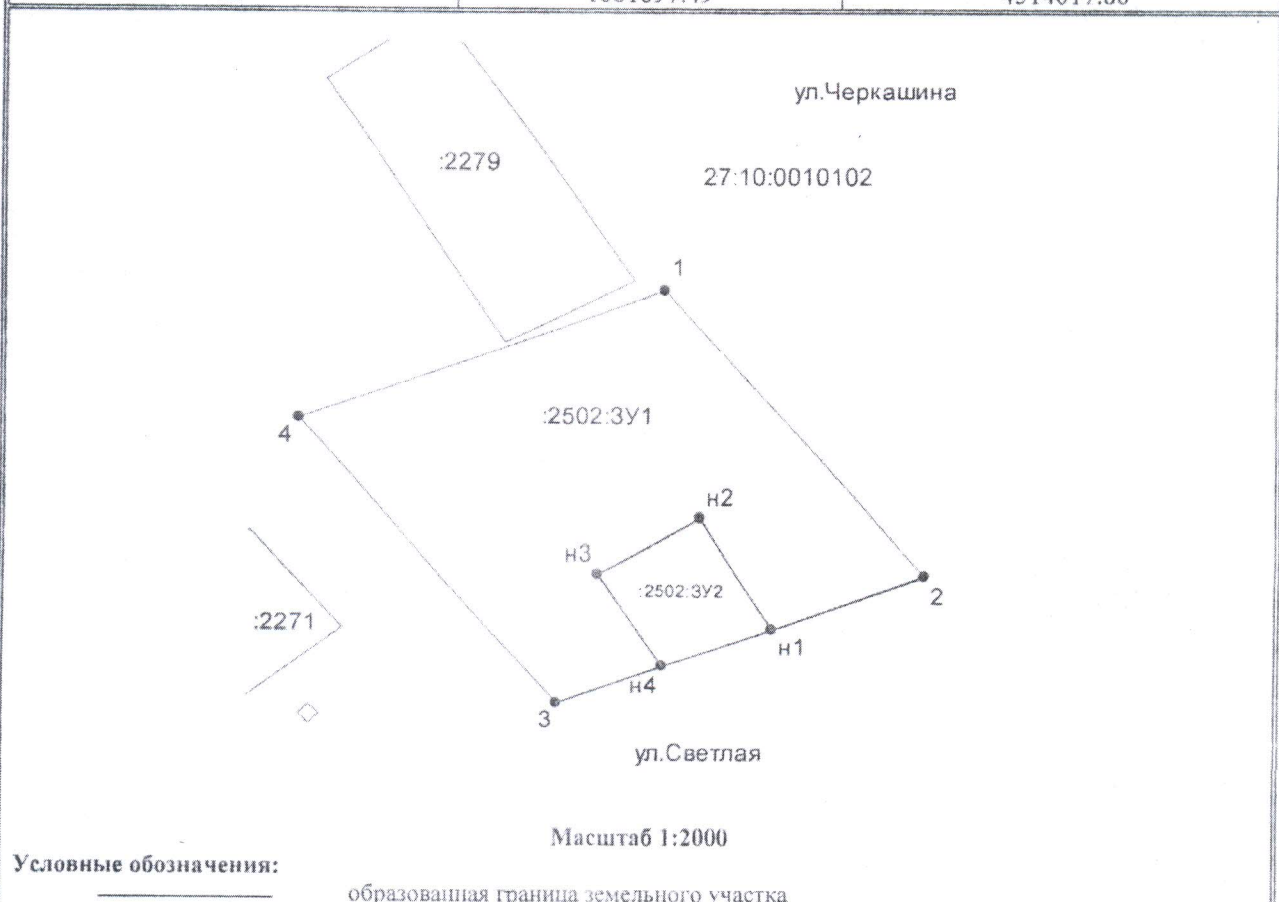 ул.Черкашина
:2279
27:10:0010102
1
:2502:ЗУ1
4
н2
н3
:2502:ЗУ2
2
:2271
н1
н4
3
ул.Светлая
Масштаб 1:2000
Условные обозначения:
образованная граница земельного участка